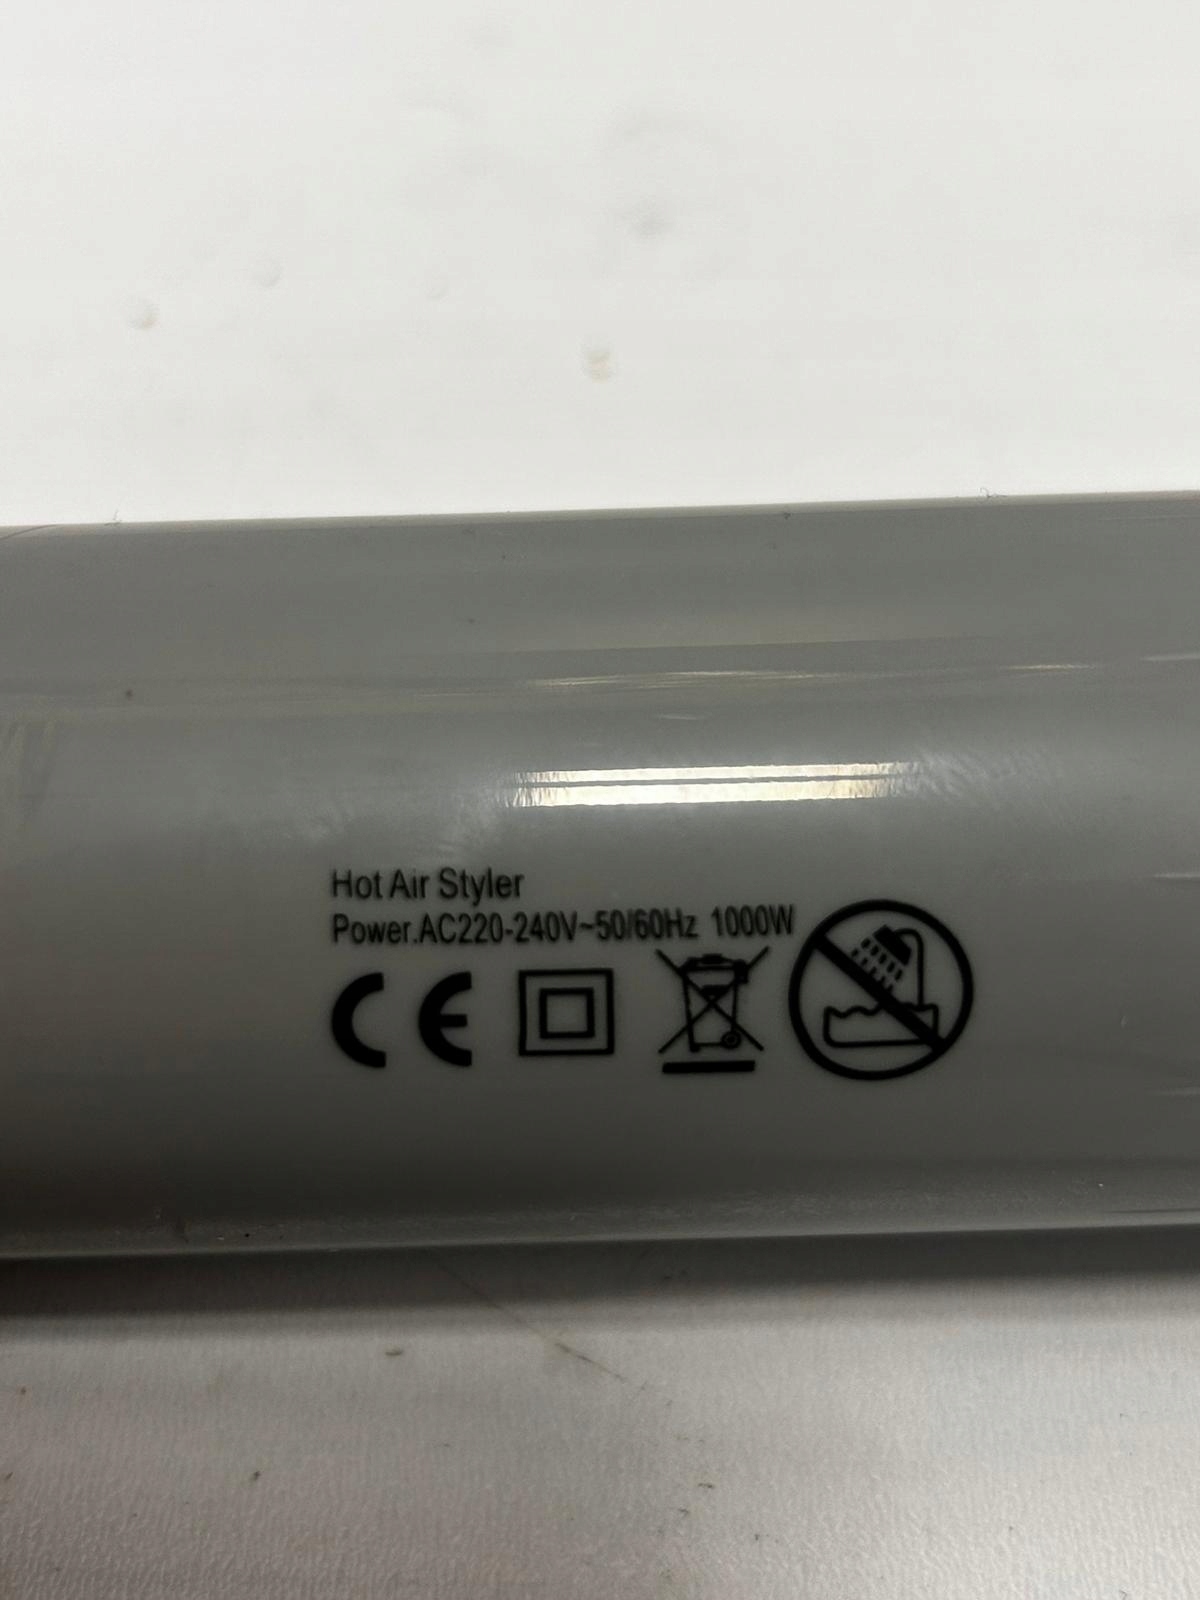 Hot Air Styler
Power.AC220-240V~50/60Hz 1000W
CE